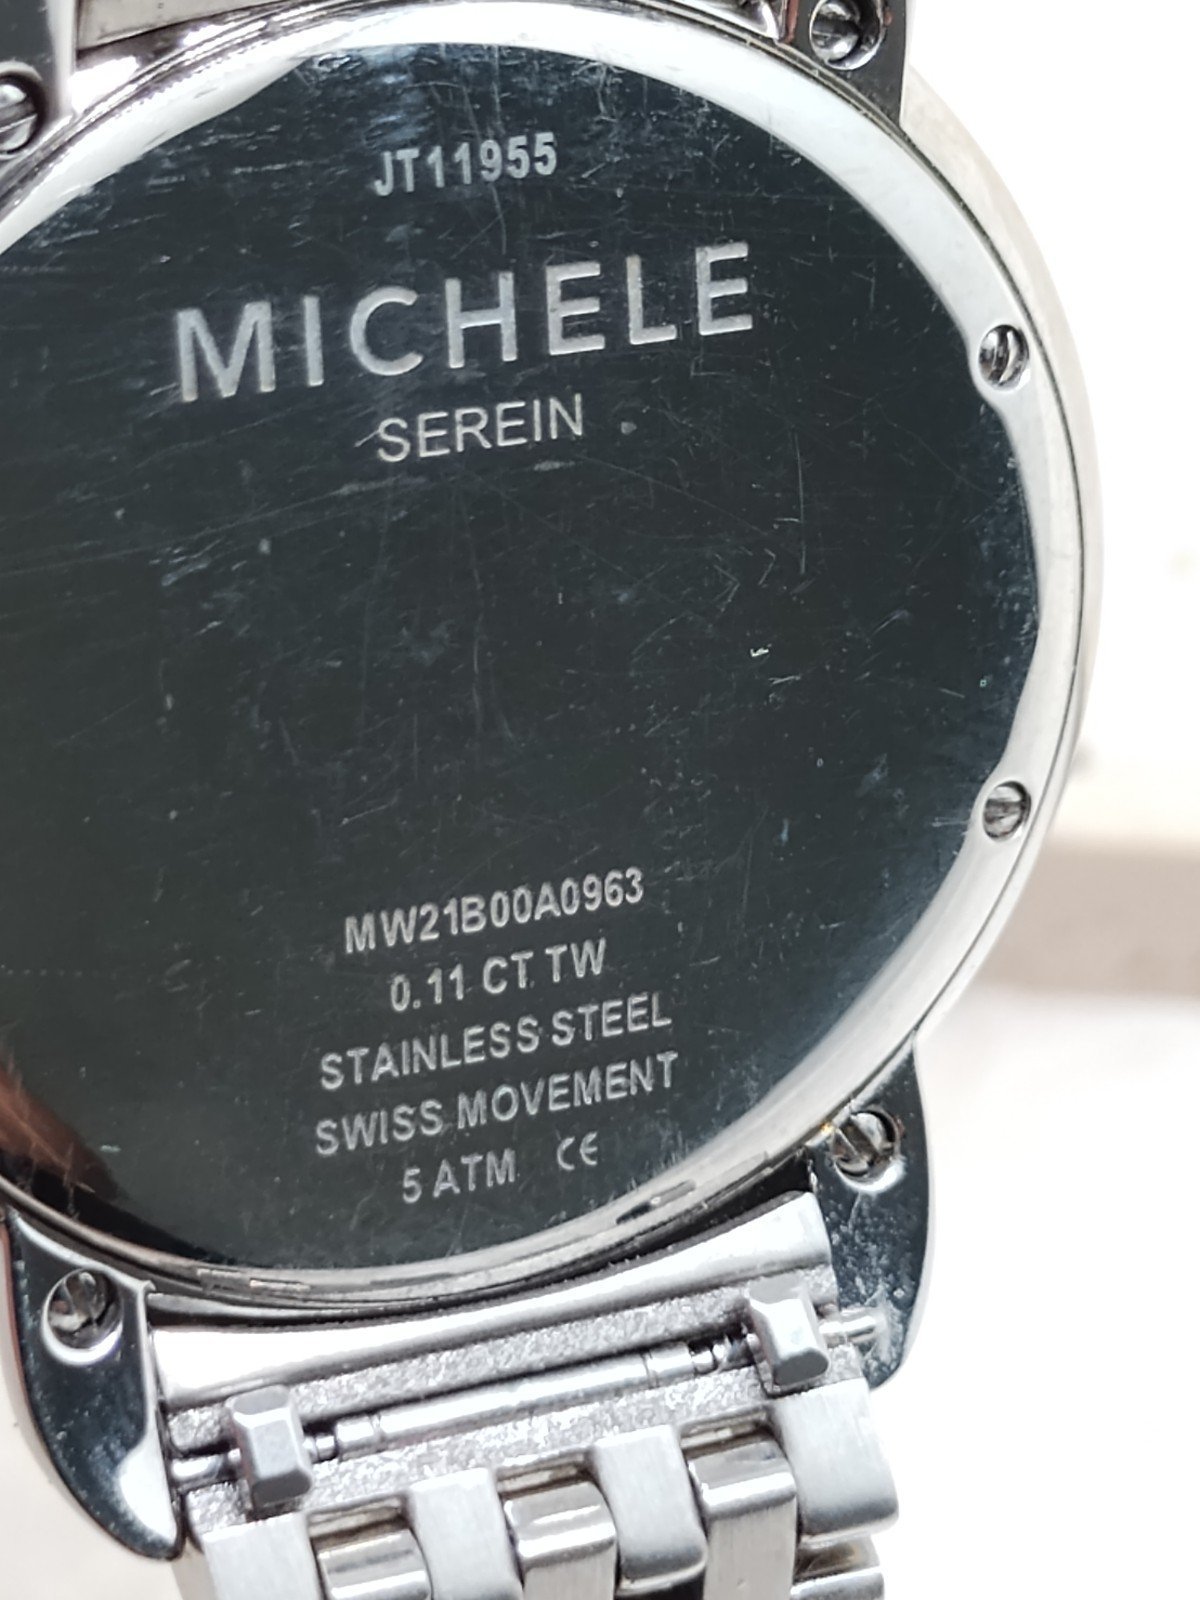 JT11955
MICHELE
SEREIN
MW21B00A0963
0.11 CT TW
STAINLESS STEEL
SWISS MOVEMENT
5 ATM CE